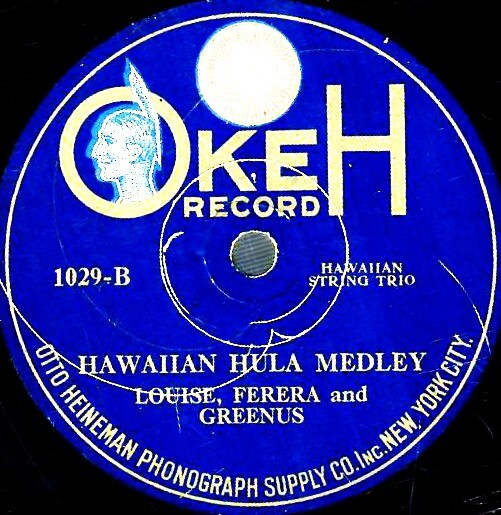 OKEH
RECORD
1029-B
HAWAIIAN
STRING TRIO
HAWAIIAN HULA MEDLEY
LOUISE, FERERA and
GREENUS
OTTO HEINEMAN PHONOGRAPH SUPPLY CO. INC. NEW YORK CITY.